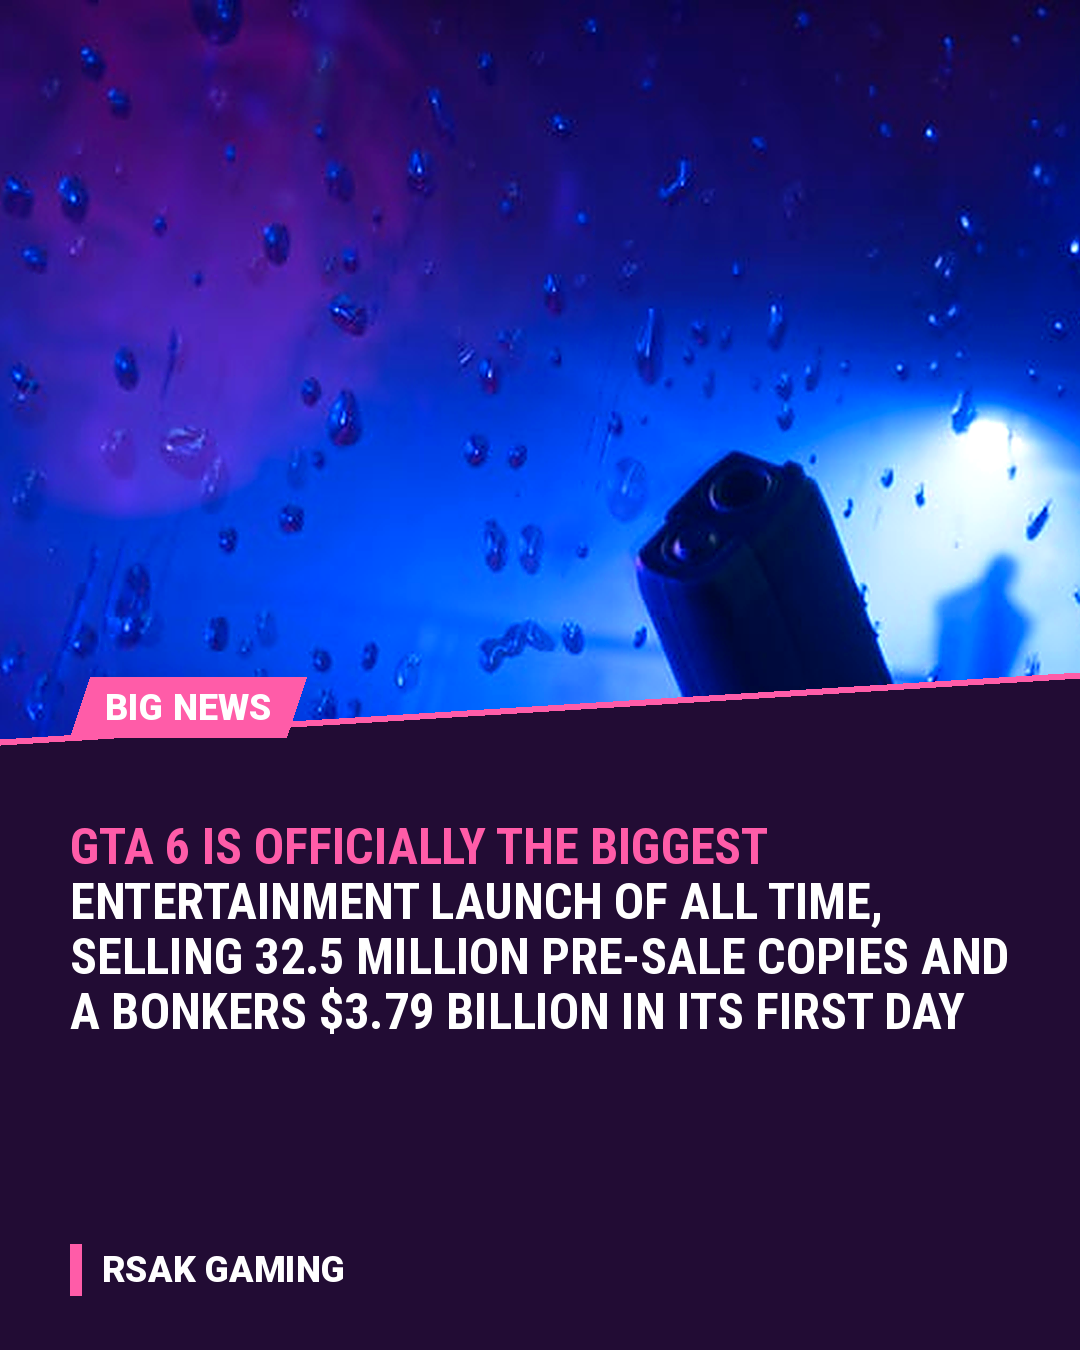 BIG NEWS
GTA 6 IS OFFICIALLY THE BIGGEST
ENTERTAINMENT LAUNCH OF ALL TIME,
SELLING 32.5 MILLION PRE-SALE COPIES AND
A BONKERS $3.79 BILLION IN ITS FIRST DAY
RSAK GAMING